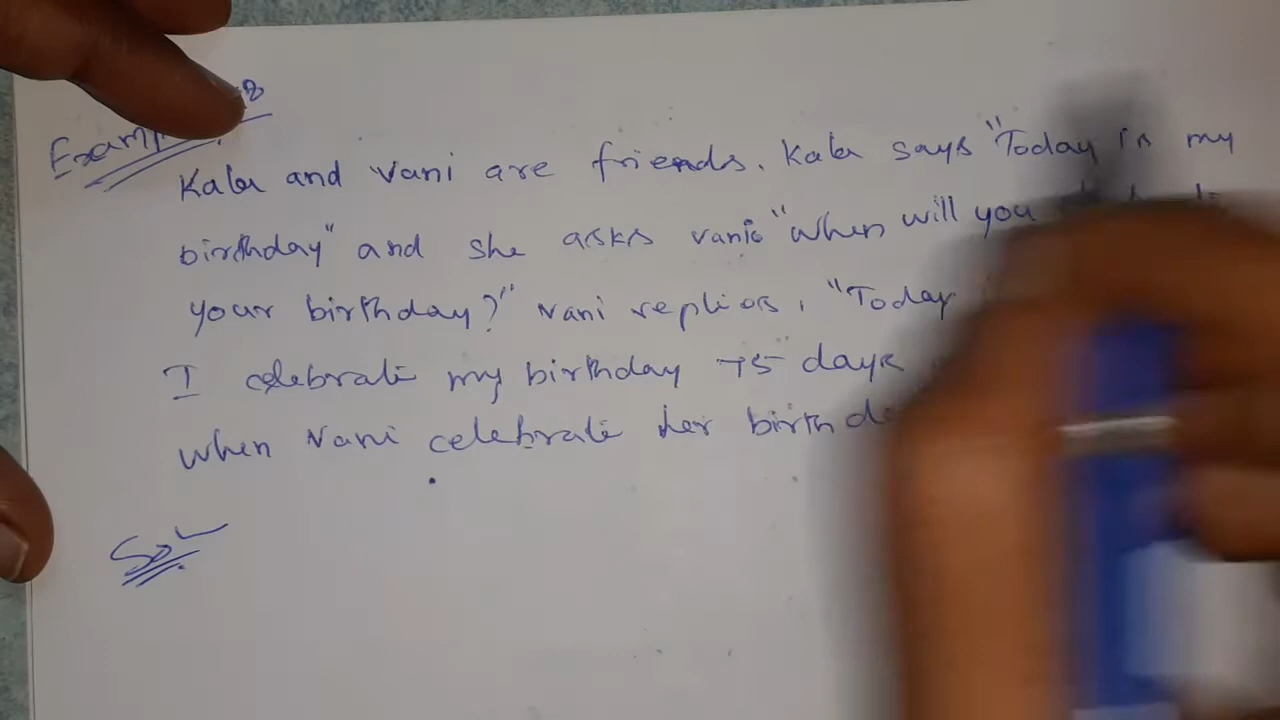 Kala and Vani are friends. Kala says "Today is my
birthday" and she asks vani "When will you
your birthday?" Vani replies, "Today
I celebrate my birthday 75 days
when Vani celebrate her birth
Sol